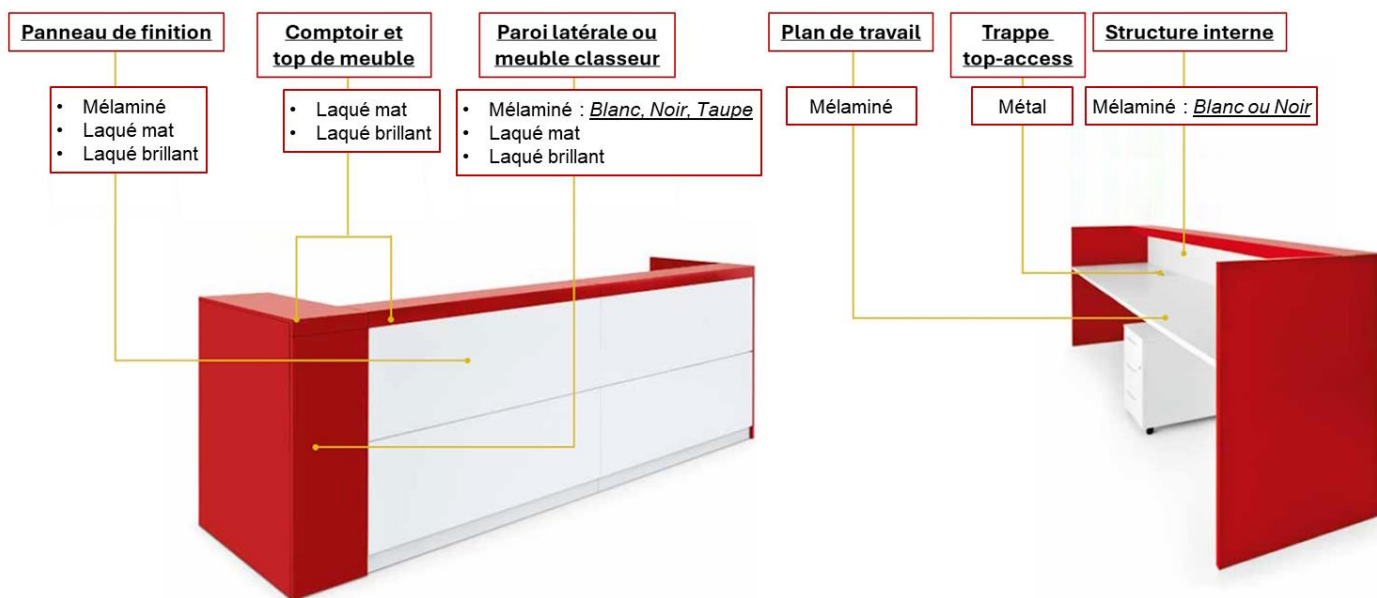 Panneau de finition
• Mélaminé
• Laqué mat
• Laqué brillant
Comptoir et
top de meuble
• Laqué mat
• Laqué brillant
Paroi latérale ou
meuble classeur
• Mélaminé : Blanc, Noir, Taupe
• Laqué mat
• Laqué brillant
Plan de travail
Mélaminé
Trappe
top-access
Métal
Structure interne
Mélaminé : Blanc ou Noir